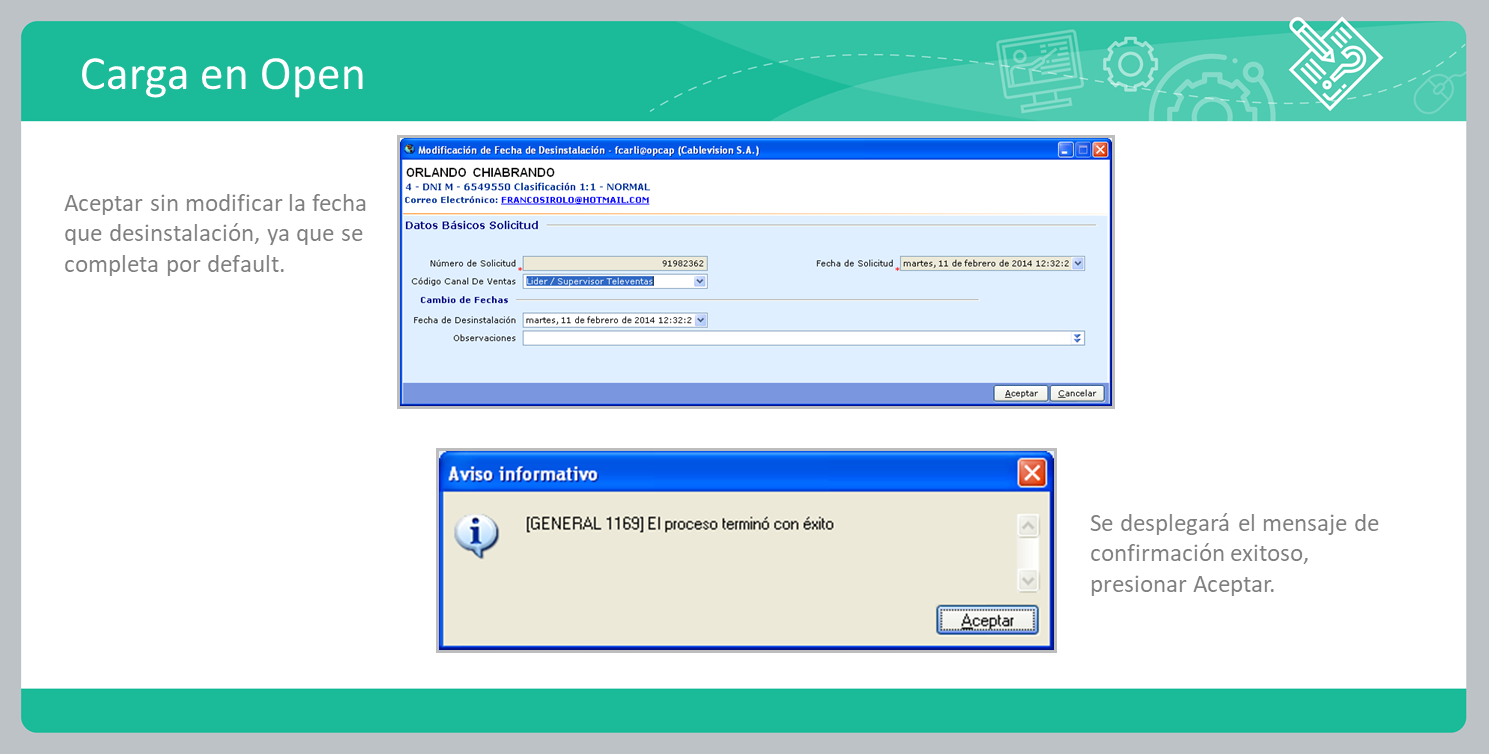 Carga en Open
Aceptar sin modificar la fecha
que desinstalación, ya que se
completa por default.
Modificación de Fecha de Desinstalación - fcarli@opcap (Cablevision S.A.)
ORLANDO CHIABRANDO
4 - DNI M - 6549550 Clasificación 1:1 - NORMAL
Correo Electrónico: FRANCOSIROLO@HOTMAIL.COM
Datos Básicos Solicitud
Número de Solicitud * 91982362 Fecha de Solicitud * martes, 11 de febrero de 2014 12:32:2
Código Canal De Ventas Lider / Supervisor Televentas
Cambio de Fechas
Fecha de Desinstalación martes, 11 de febrero de 2014 12:32:2
Observaciones
Aceptar Cancelar
Aviso informativo
[GENERAL 1169] El proceso terminó con éxito
Aceptar
Se desplegará el mensaje de
confirmación exitoso,
presionar Aceptar.